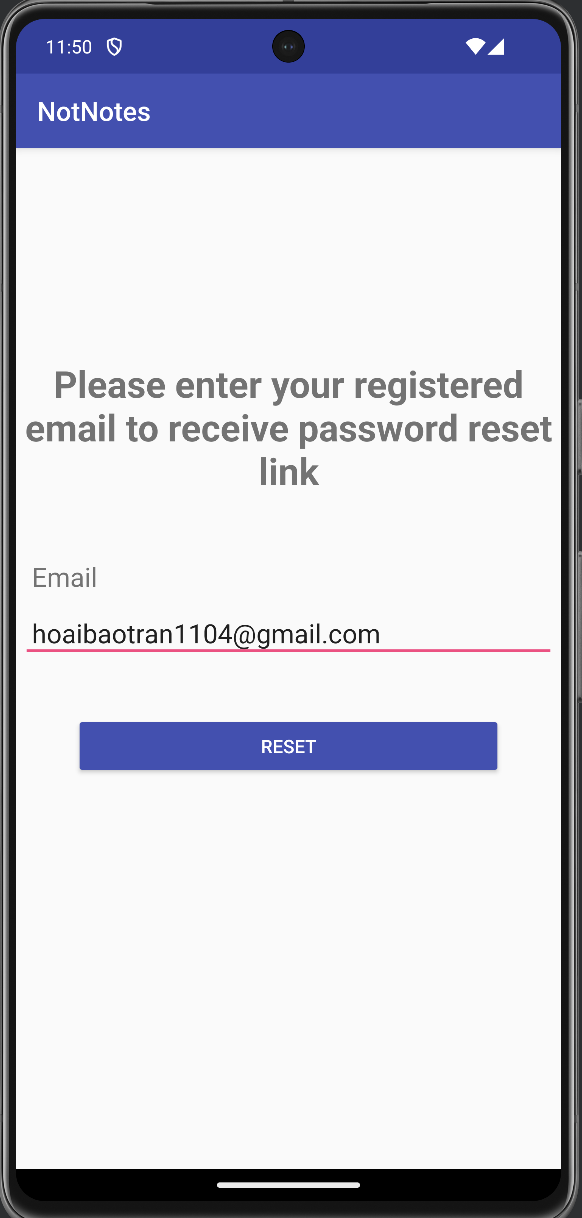 11:50
NotNotes
Please enter your registered
email to receive password reset
link
Email
hoaibaotran1104@gmail.com
RESET